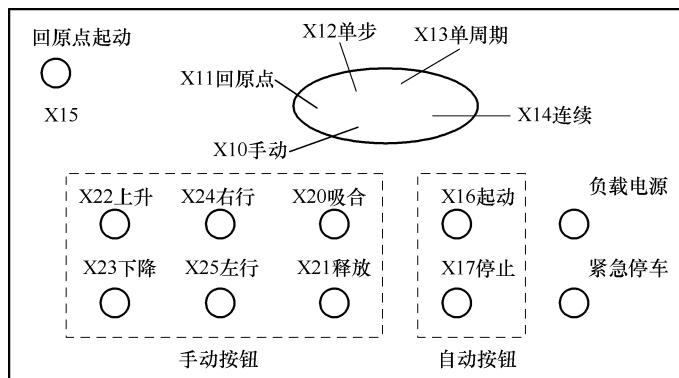 回原点起动
X15
X12单步
X13单周期
X11回原点
X14连续
X10手动
X22上升
X24右行
X20吸合
X16起动
负载电源
X23下降
X25左行
X21释放
X17停止
紧急停车
手动按钮
自动按钮